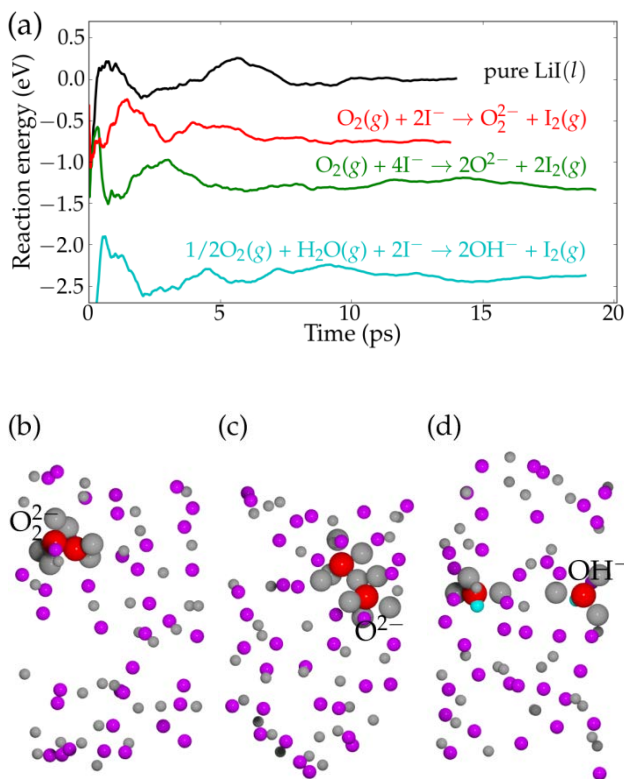 (a)
Reaction energy (eV)
0.5
0.0
−0.5
−1.0
−1.5
−2.0
−2.5
pure LiI(l)
O₂(g) + 2I⁻ → O₂²⁻ + I₂(g)
O₂(g) + 4I⁻ → 2O²⁻ + 2I₂(g)
1/2O₂(g) + H₂O(g) + 2I⁻ → 2OH⁻ + I₂(g)
0 5 10 15 20
Time (ps)
(b) (c) (d)
O₂²⁻
OH⁻
O²⁻